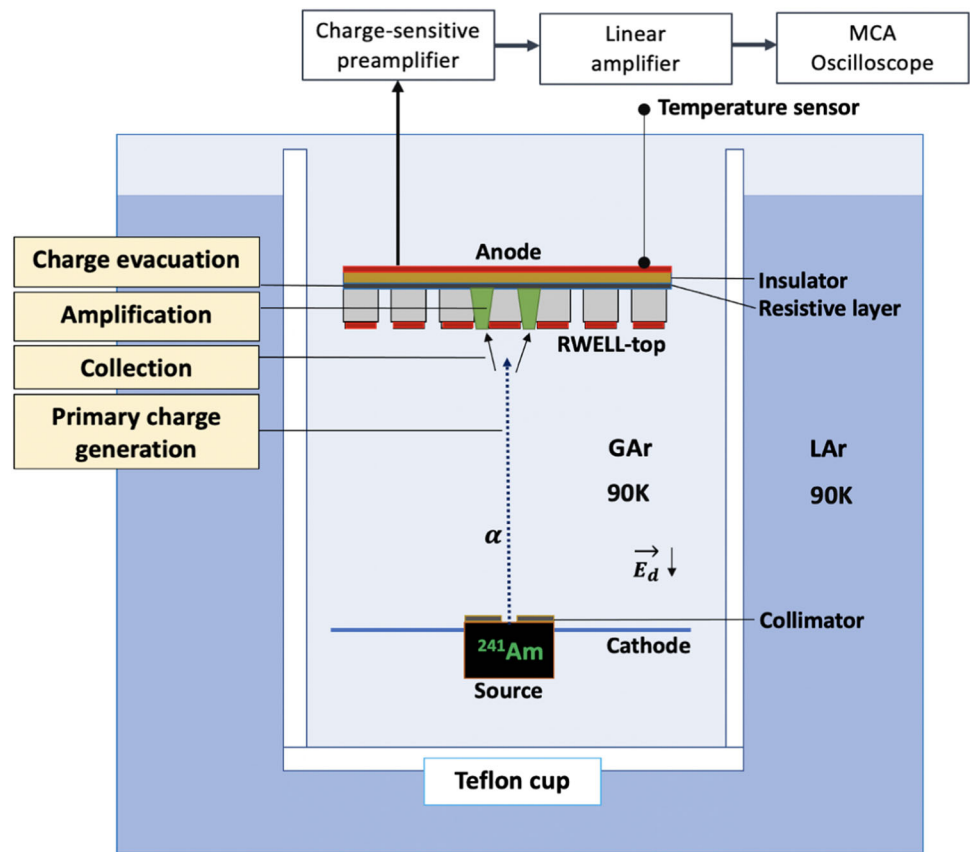 Charge-sensitive
preamplifier
Linear
amplifier
MCA
Oscilloscope
Temperature sensor
Charge evacuation
Amplification
Collection
Primary charge
generation
Anode
Insulator
Resistive layer
RWELL-top
GAr
90K
LAr
90K
α
E_d
Collimator
²⁴¹Am
Cathode
Source
Teflon cup